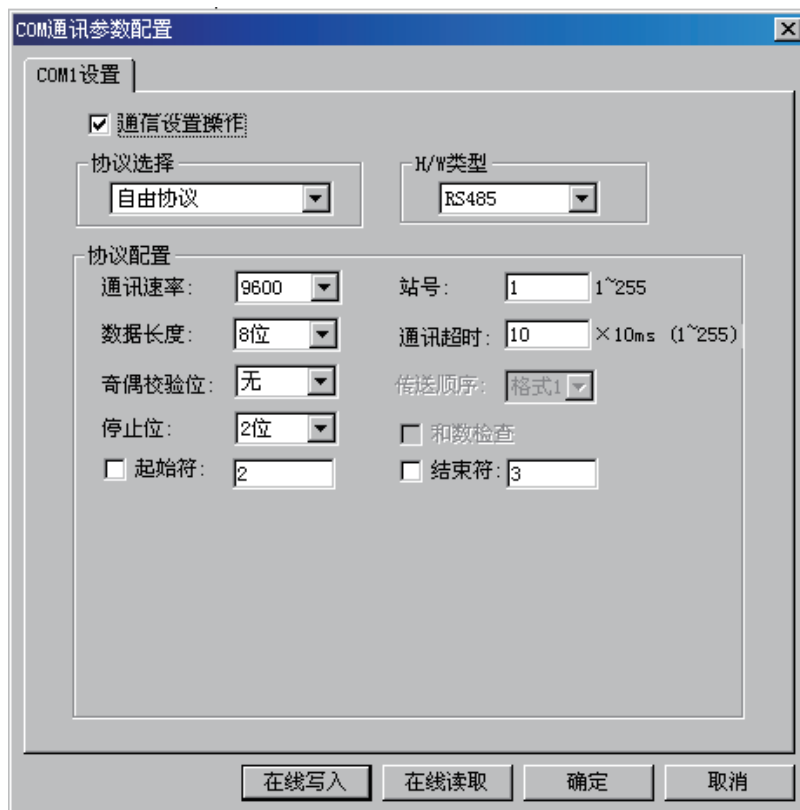 COM通讯参数配置
COM1设置
通信设置操作
协议选择
自由协议
H/W类型
RS485
协议配置
通讯速率: 9600 站号: 1 1~255
数据长度: 8位 通讯超时: 10 ×10ms (1~255)
奇偶校验位: 无 传送顺序: 格式1
停止位: 2位 和数检查
起始符: 2 结束符: 3
在线写入 在线读取 确定 取消